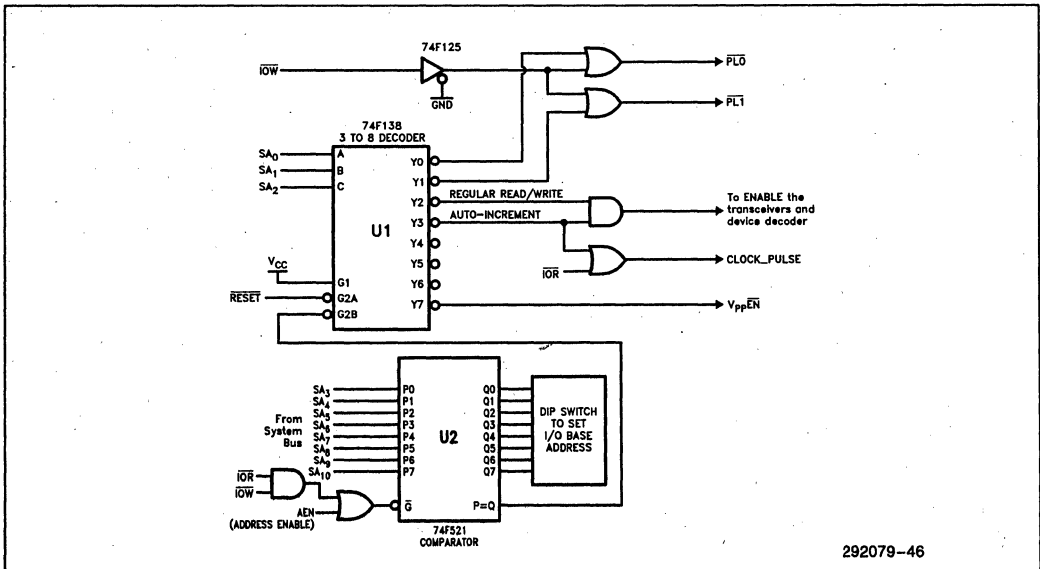 74F125
IOW
GND
PL0
PL1
74F138
3 TO 8 DECODER
SA0
SA1
SA2
A
B
C
U1
Y0
Y1
Y2
Y3
Y4
Y5
Y6
Y7
REGULAR READ/WRITE
AUTO-INCREMENT
To ENABLE the
transceivers and
device decoder
IOR
CLOCK_PULSE
VppEN
VCC
G1
RESET
G2A
G2B
From
System
Bus
SA3
SA4
SA5
SA6
SA7
SA8
SA9
SA10
P0
P1
P2
P3
P4
P5
P6
P7
U2
Q0
Q1
Q2
Q3
Q4
Q5
Q6
Q7
DIP SWITCH
TO SET
I/O BASE
ADDRESS
IOR
IOW
AEN
(ADDRESS ENABLE)
G
P=Q
74F521
COMPARATOR
292079-46